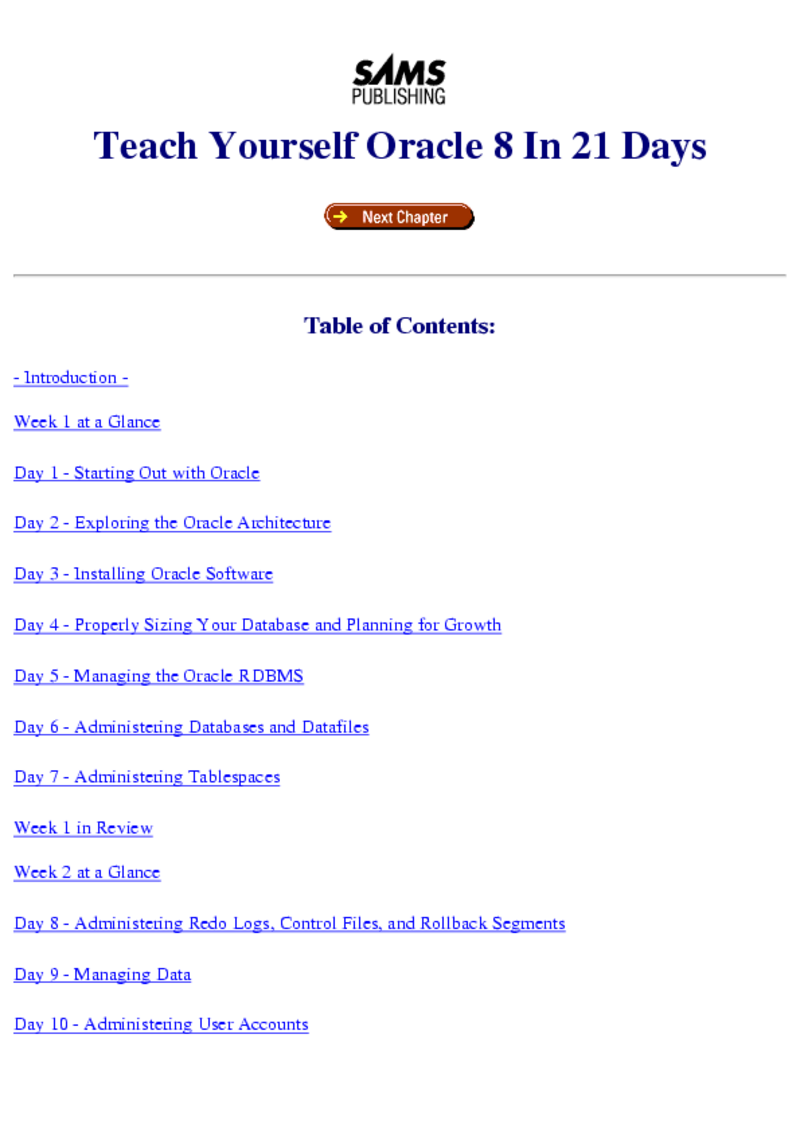 SAMS
PUBLISHING
Teach Yourself Oracle 8 In 21 Days
Next Chapter
Table of Contents:
- Introduction -
Week 1 at a Glance
Day 1 - Starting Out with Oracle
Day 2 - Exploring the Oracle Architecture
Day 3 - Installing Oracle Software
Day 4 - Properly Sizing Your Database and Planning for Growth
Day 5 - Managing the Oracle RDBMS
Day 6 - Administering Databases and Datafiles
Day 7 - Administering Tablespaces
Week 1 in Review
Week 2 at a Glance
Day 8 - Administering Redo Logs, Control Files, and Rollback Segments
Day 9 - Managing Data
Day 10 - Administering User Accounts